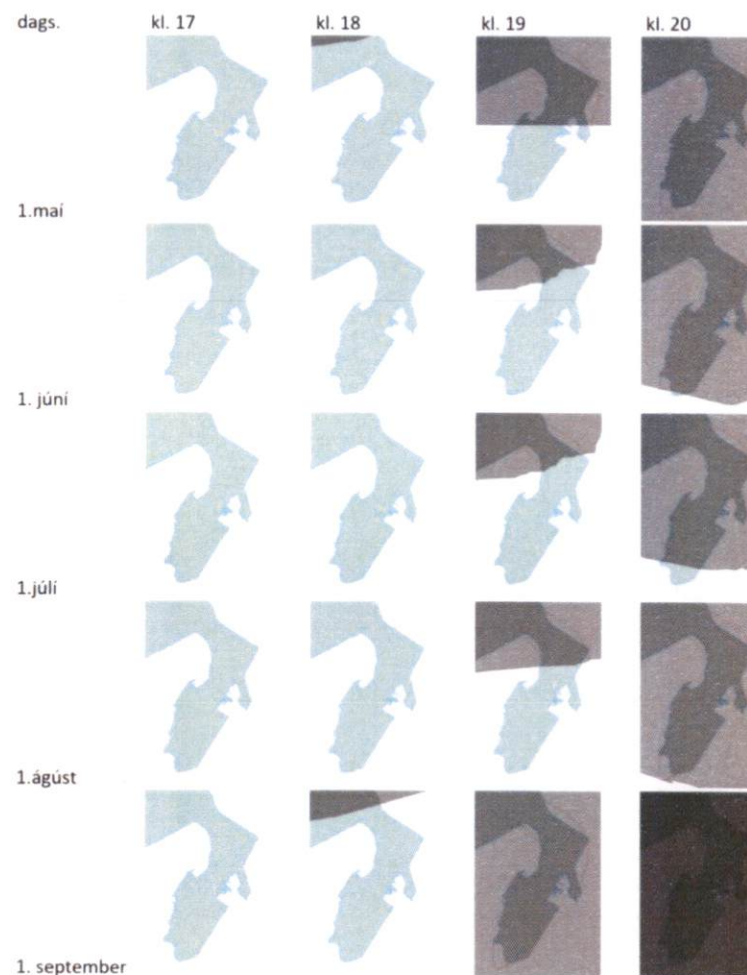 dags. kl. 17 kl. 18 kl. 19 kl. 20
1.maí
1. júní
1.júlí
1.ágúst
1. september